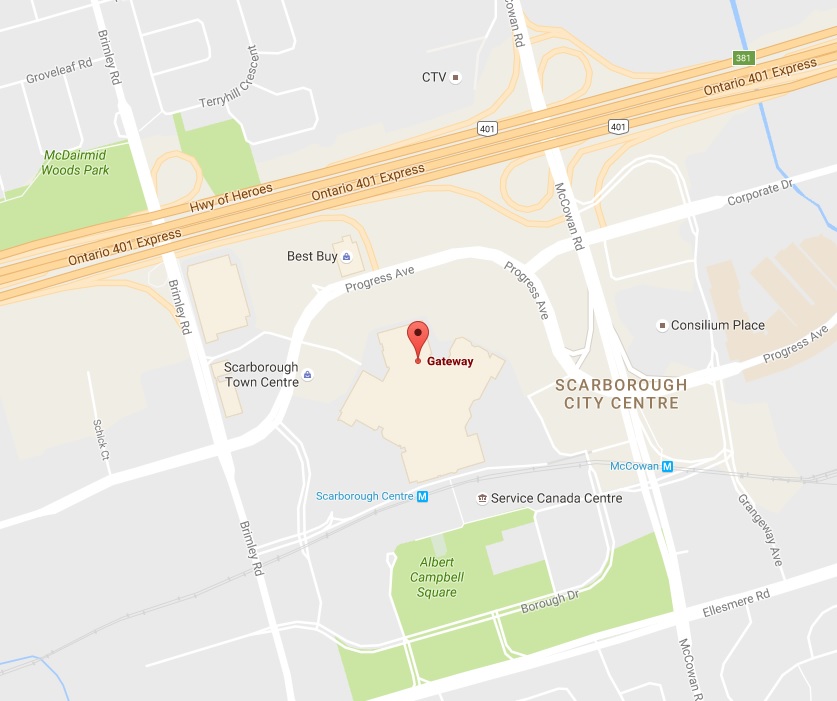 Cowan Rd
Brimley Rd
Groveleaf Rd
Terryhill Crescent
CTV
381
Ontario 401 Express
401
401
McDairmid
Woods Park
Hwy of Heroes
Ontario 401 Express
Ontario 401 Express
McCowan Rd
Corporate Dr
Best Buy
Progress Ave
Progress Ave
Brimley Rd
Consilium Place
Progress Ave
Gateway
Scarborough
Town Centre
SCARBOROUGH
CITY CENTRE
Schick Ct
McCowan M
Scarborough Centre M
Service Canada Centre
Grangeway Ave
Brimley Rd
Albert
Campbell
Square
Borough Dr
Ellesmere Rd
McCowan R